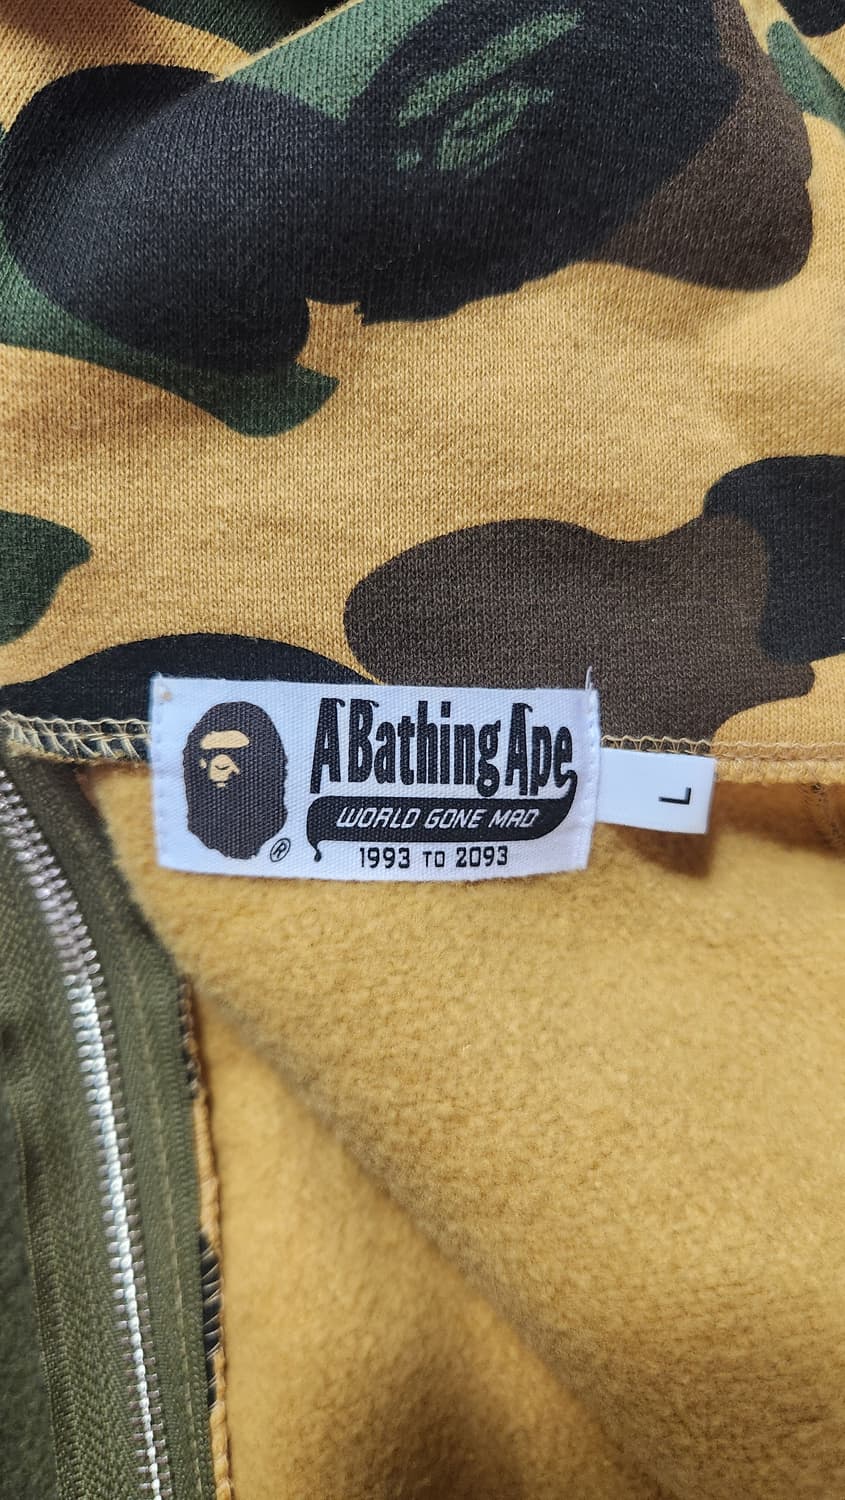 A Bathing Ape
WORLD GONE MAD
1993 TO 2093
®
L